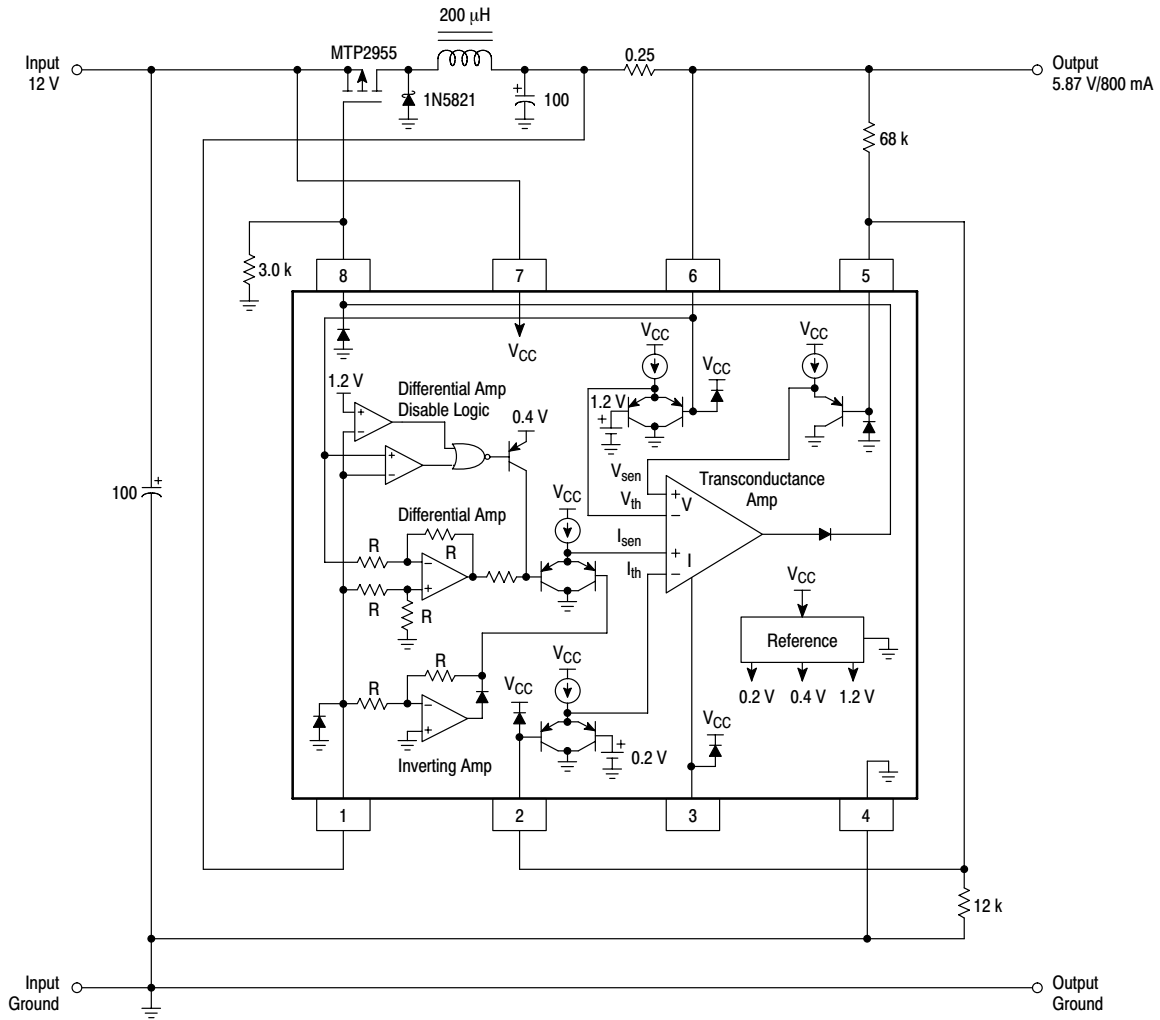 200 μH
MTP2955
0.25
Input
12 V
Output
5.87 V/800 mA
1N5821
100
68 k
3.0 k
8
7
6
5
VCC
VCC
VCC
VCC
1.2 V
Differential Amp
Disable Logic
0.4 V
1.2 V
+
-
+
-
+
Vsen
Vth
Isen
Ith
Transconductance
Amp
+
V
-
+
I
-
100
+
VCC
Differential Amp
R
R
-
+
R
R
VCC
Reference
0.2 V
0.4 V
1.2 V
R
R
-
+
Inverting Amp
VCC
VCC
+
0.2 V
VCC
1
2
3
4
12 k
Input
Ground
Output
Ground
+